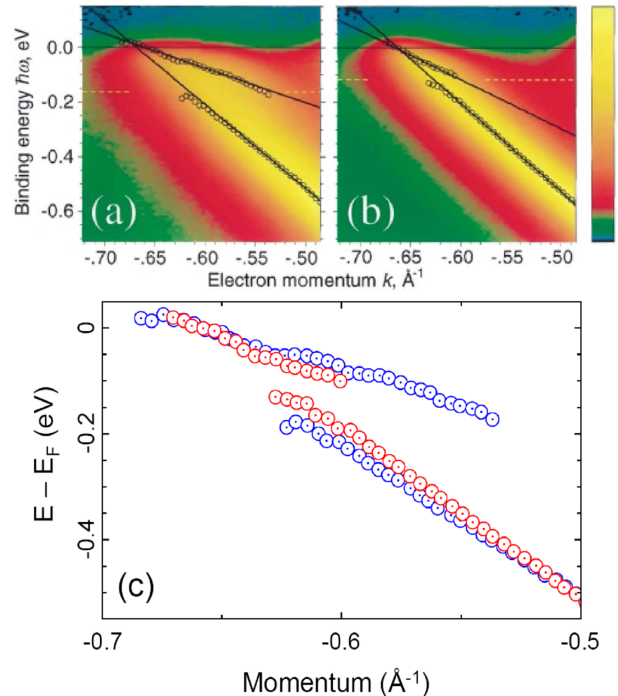 Binding energy ħω, eV
0.0
-0.2
-0.4
-0.6
(a)
(b)
-.70 -.65 -.60 -.55 -.50 -.70 -.65 -.60 -.55 -.50
Electron momentum k, Å-1
E – EF (eV)
0
-0.2
-0.4
(c)
-0.7 -0.6 -0.5
Momentum (Å-1)